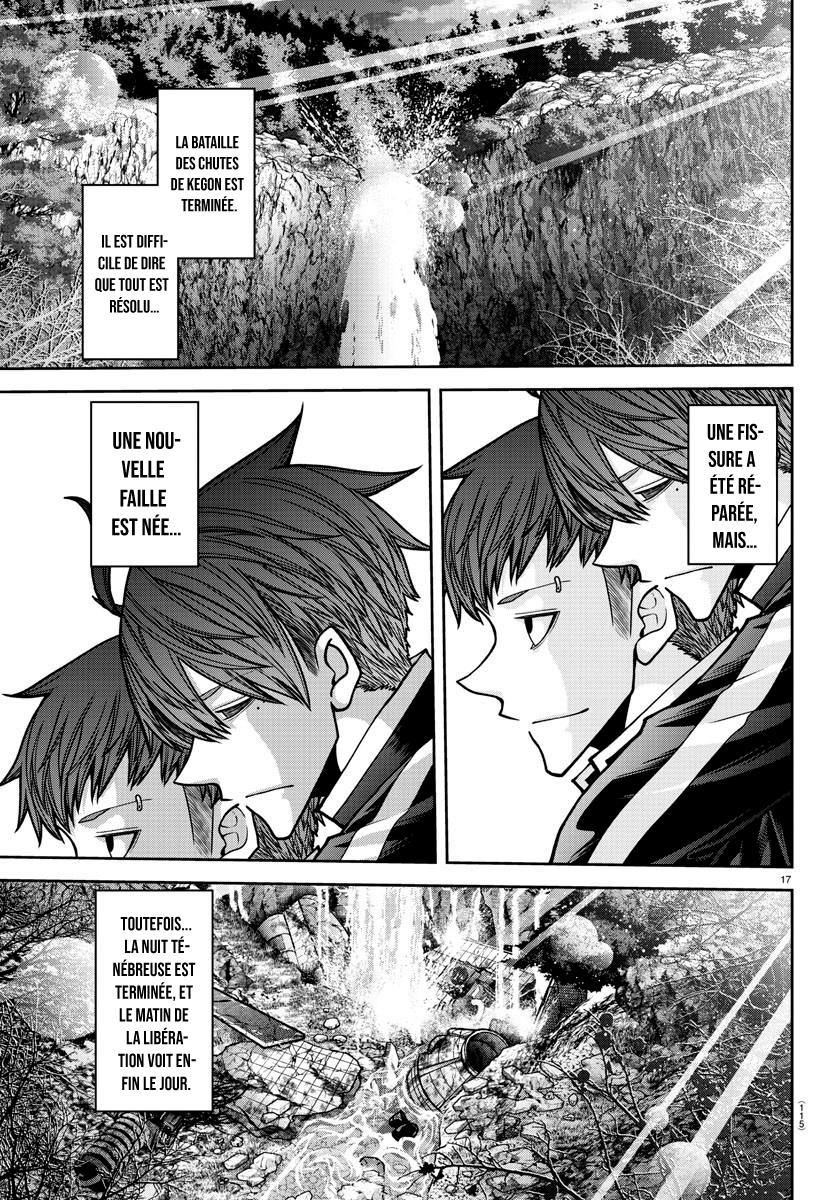 LA BATAILLE
DES CHUTES
DE KEGON EST
TERMINÉE.
IL EST DIFFI-
CILE DE DIRE
QUE TOUT EST
RÉSOLU...
UNE FIS-
SURE A
ÉTÉ RÉ-
PARÉE,
MAIS...
UNE NOU-
VELLE
FAILLE
EST NÉE...
17
TOUTEFOIS...
LA NUIT TÉ-
NÉBREUSE EST
TERMINÉE, ET
LE MATIN DE
LA LIBÉRA-
TION VOIT EN-
FIN LE JOUR.
(115)